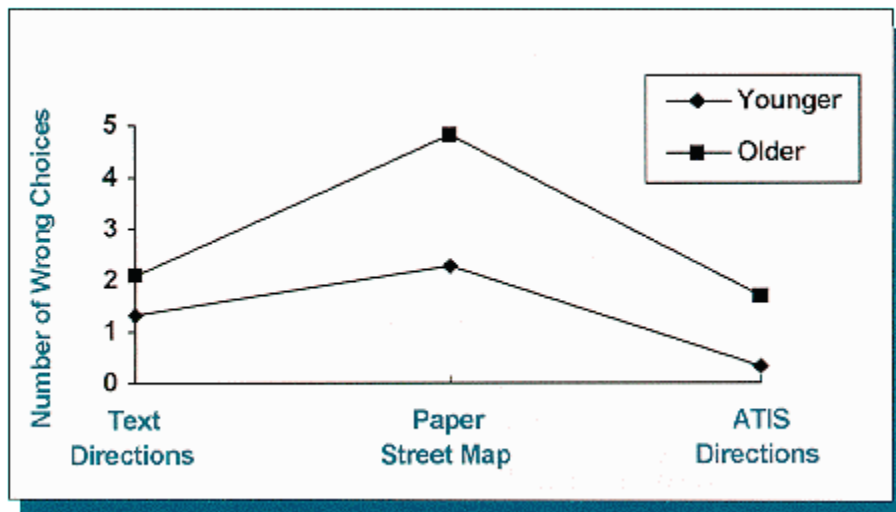 Younger
Older
Number of Wrong Choices
5
4
3
2
1
0
Text
Directions
Paper
Street Map
ATIS
Directions